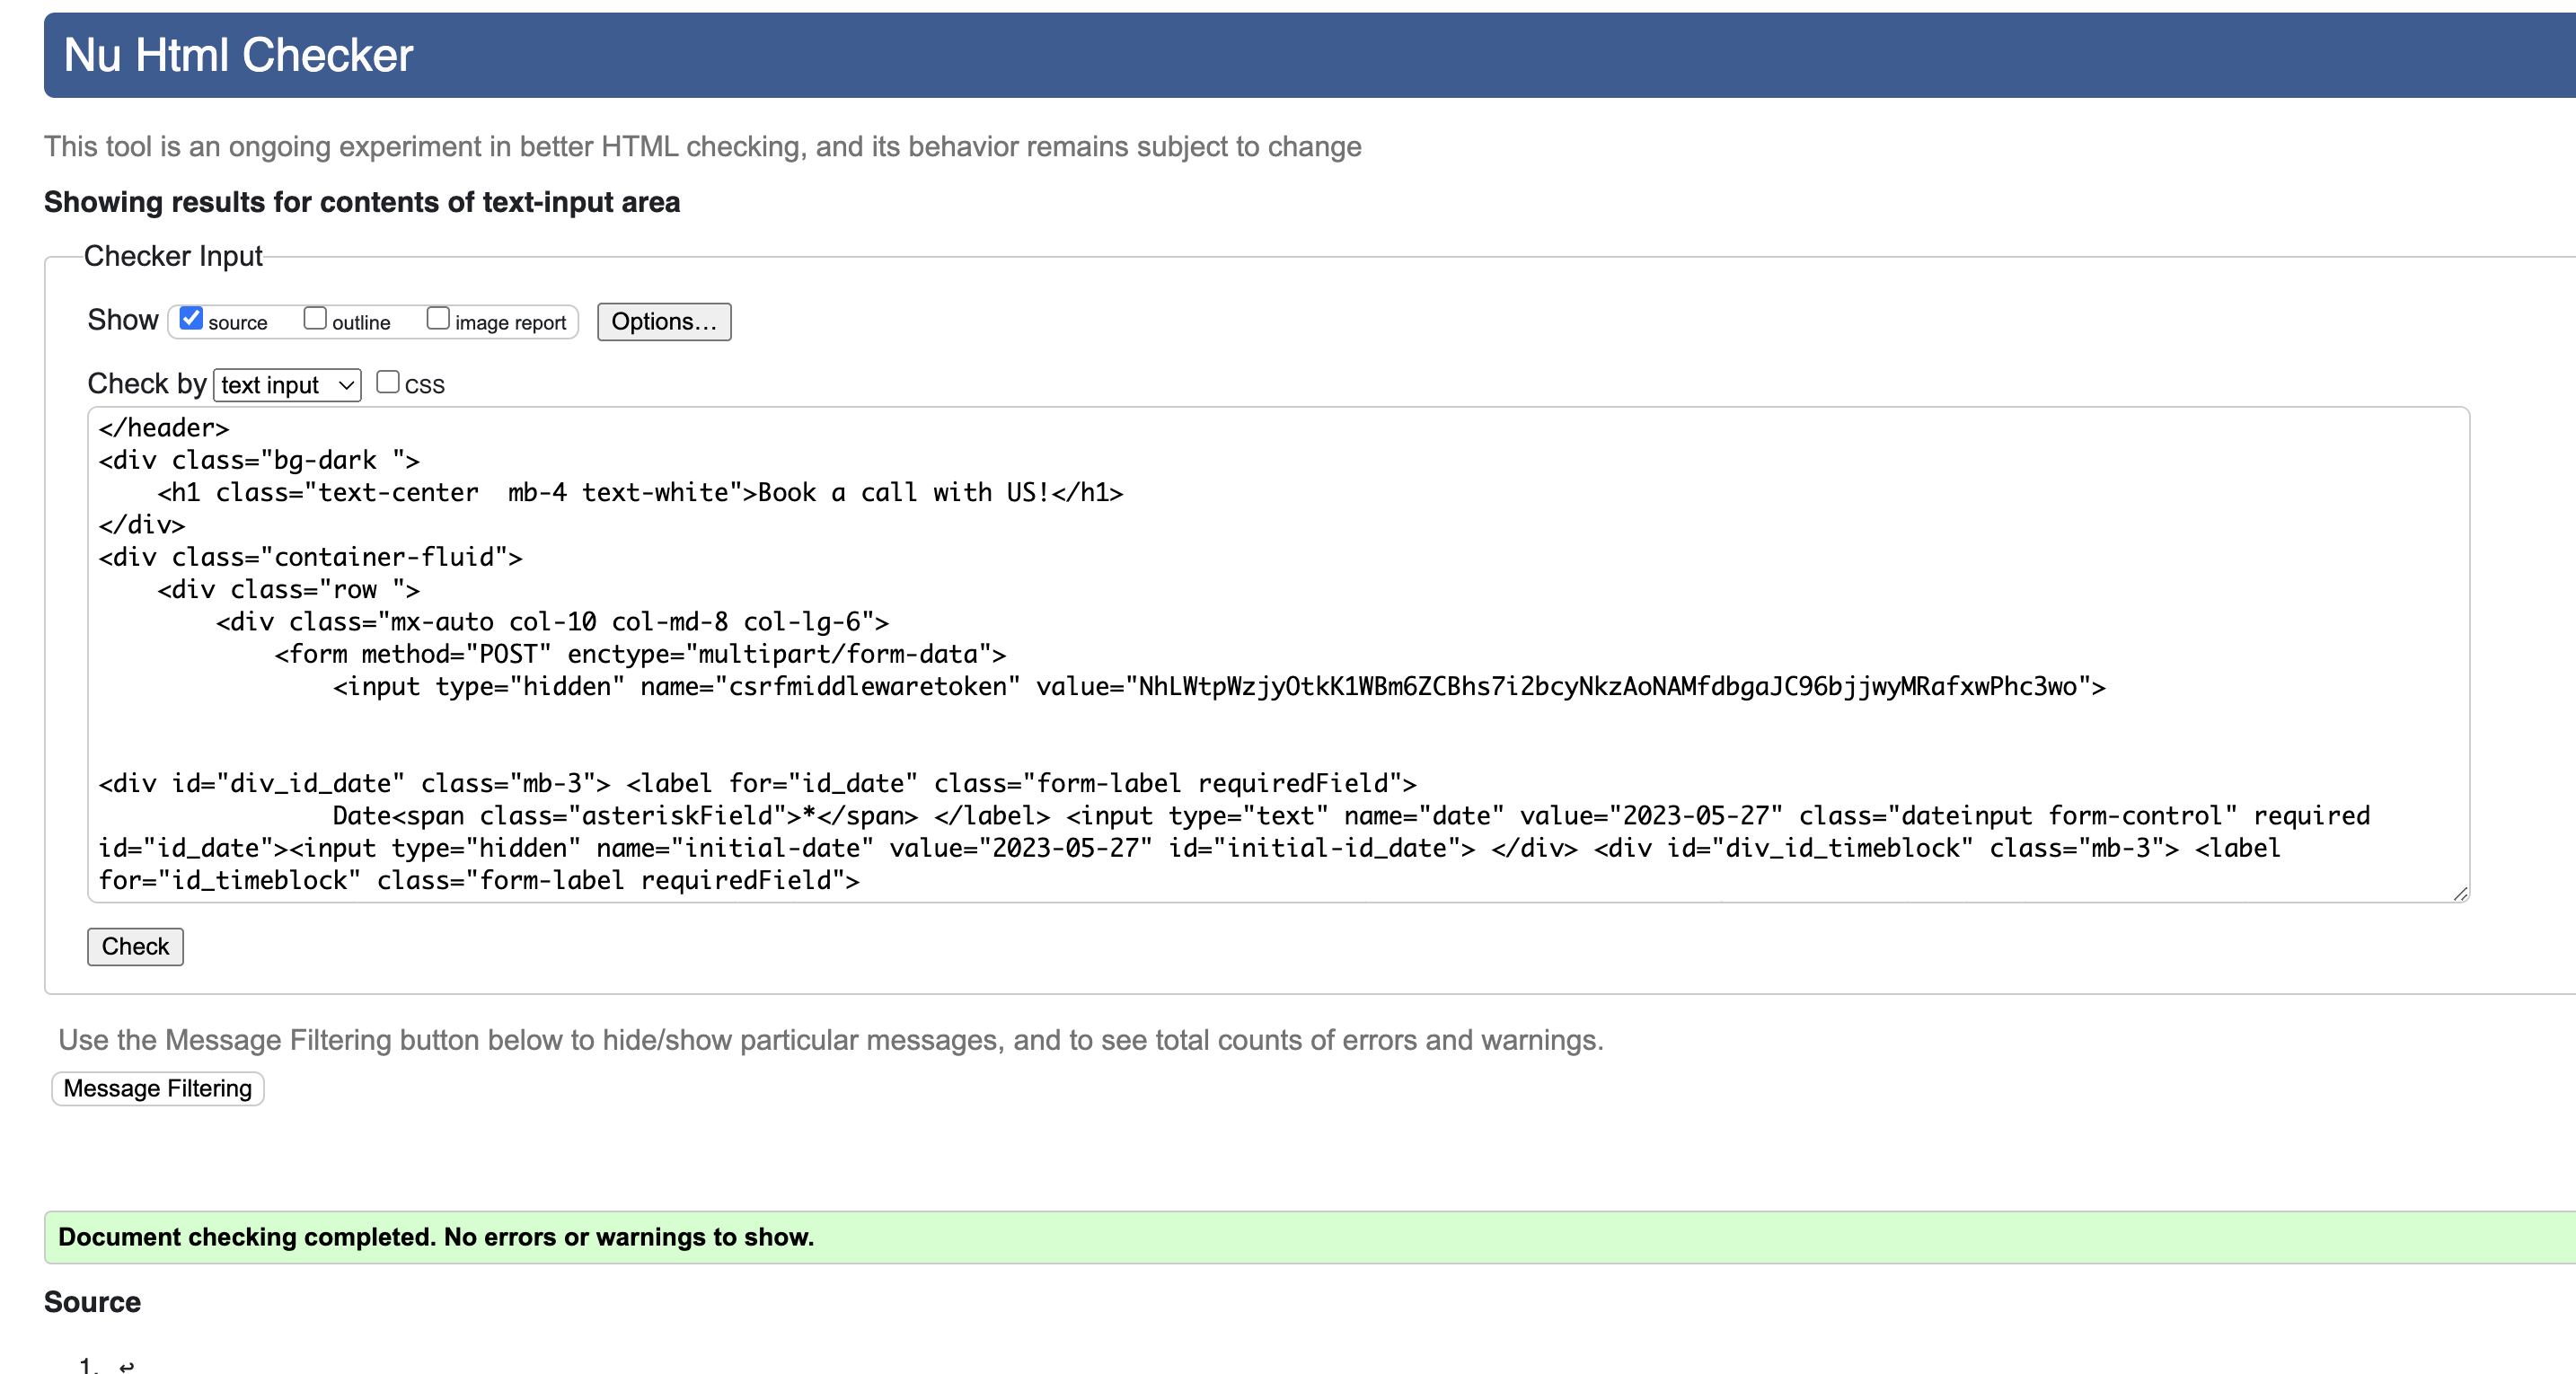 Nu Html Checker
This tool is an ongoing experiment in better HTML checking, and its behavior remains subject to change
Showing results for contents of text-input area
Checker Input
Show source outline image report Options...
Check by text input CSS
</header>
<div class="bg-dark ">
    <h1 class="text-center  mb-4 text-white">Book a call with US!</h1>
</div>
<div class="container-fluid">
    <div class="row ">
        <div class="mx-auto col-10 col-md-8 col-lg-6">
            <form method="POST" enctype="multipart/form-data">
                <input type="hidden" name="csrfmiddlewaretoken" value="NhLWtpWzjyOtkK1WBm6ZCBhs7i2bcyNkzAoNAMfdbgaJC96bjjwyMRafxwPhc3wo">
<div id="div_id_date" class="mb-3"> <label for="id_date" class="form-label requiredField">
                Date<span class="asteriskField">*</span> </label> <input type="text" name="date" value="2023-05-27" class="dateinput form-control" required
id="id_date"><input type="hidden" name="initial-date" value="2023-05-27" id="initial-id_date"> </div> <div id="div_id_timeblock" class="mb-3"> <label
for="id_timeblock" class="form-label requiredField">
Check
Use the Message Filtering button below to hide/show particular messages, and to see total counts of errors and warnings.
Message Filtering
Document checking completed. No errors or warnings to show.
Source
1. ↩